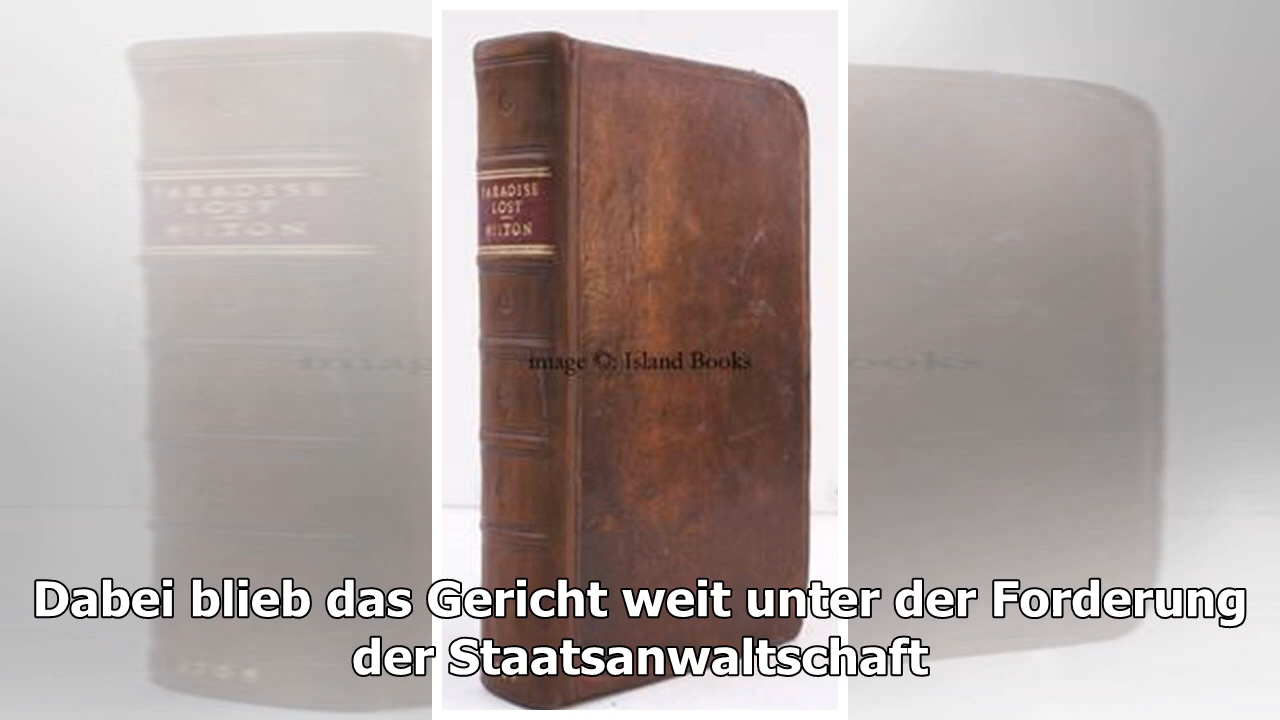 PARADISE
LOST
MILTON
image ©: Island Books
Dabei blieb das Gericht weit unter der Forderung
der Staatsanwaltschaft